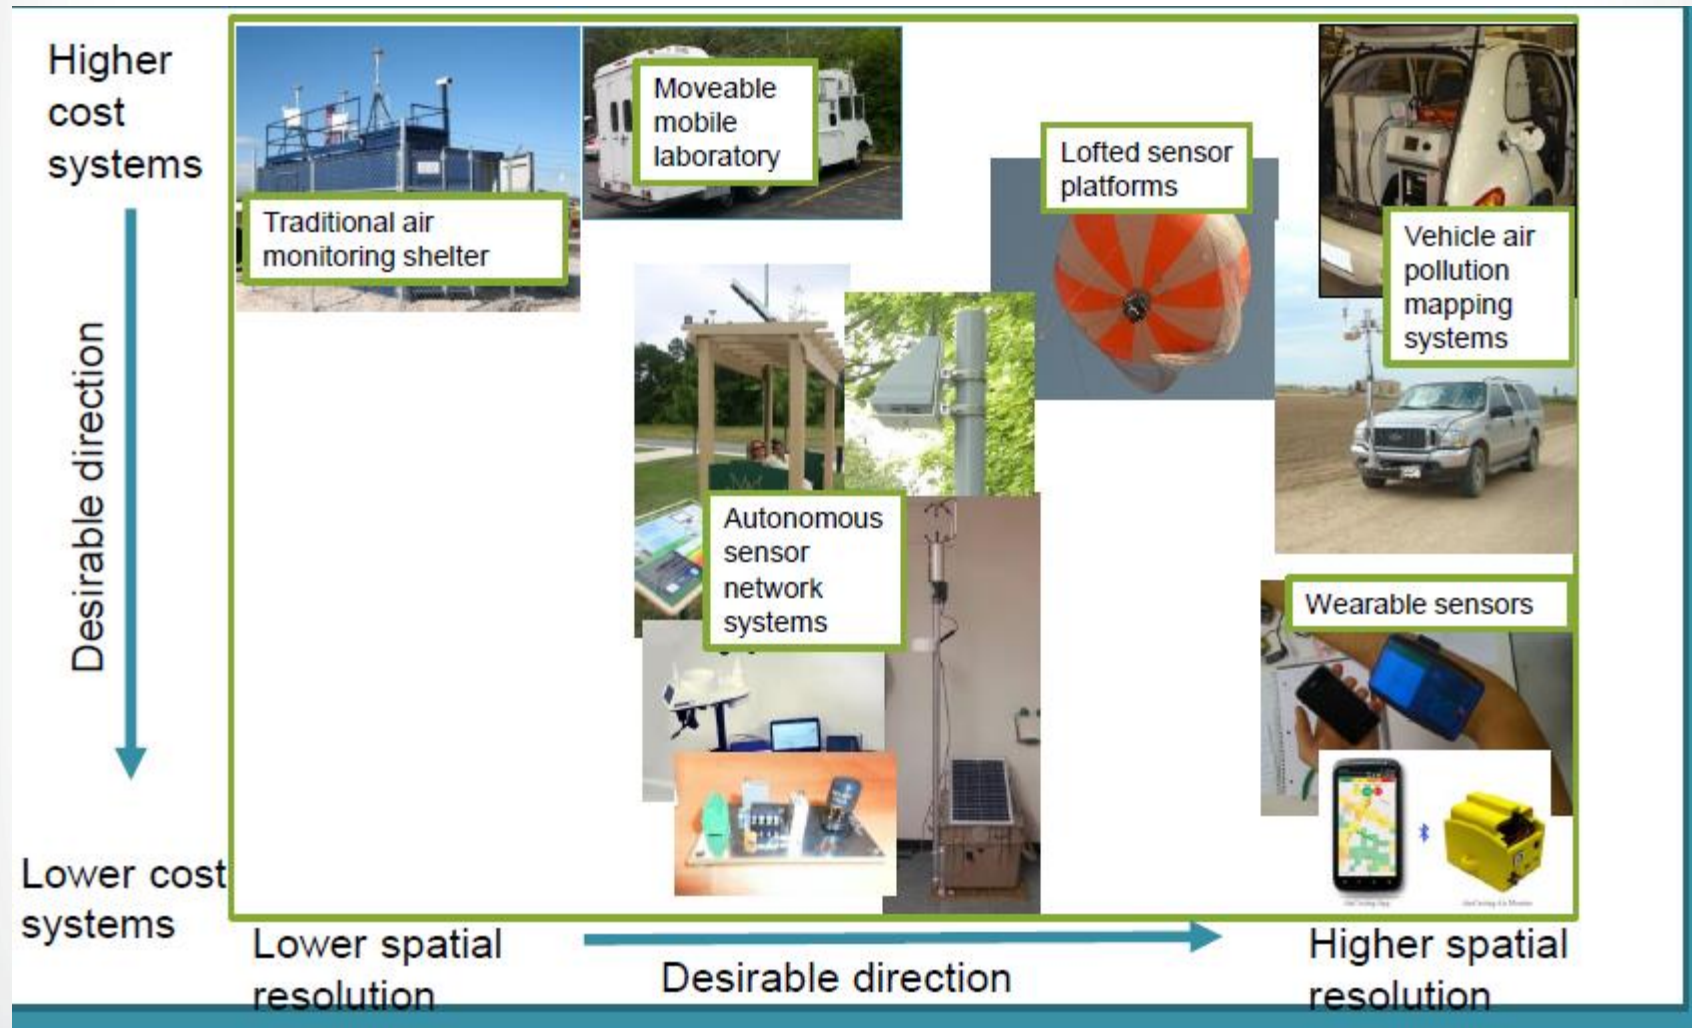 Higher
cost
systems
Desirable direction
Lower cost
systems
Traditional air
monitoring shelter
Moveable
mobile
laboratory
Lofted sensor
platforms
Vehicle air
pollution
mapping
systems
Autonomous
sensor
network
systems
Wearable sensors
Lower spatial
resolution
Desirable direction
Higher spatial
resolution